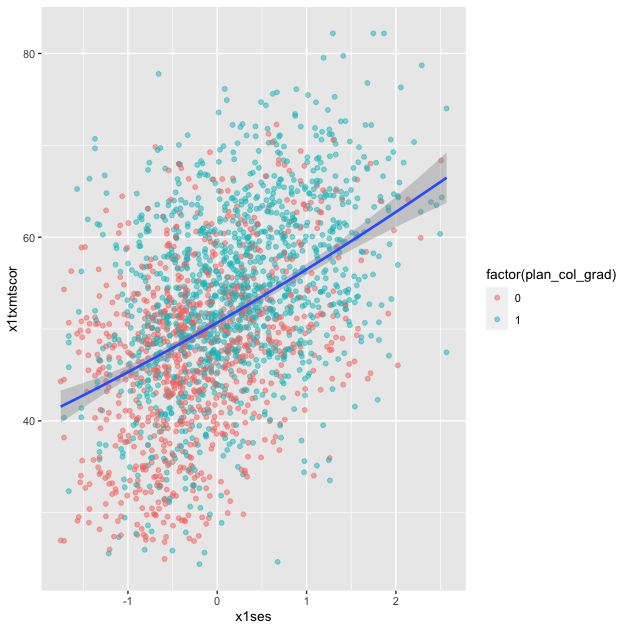 80
60
40
x1txmtscor
-1 0 1 2
x1ses
factor(plan_col_grad)
0
1